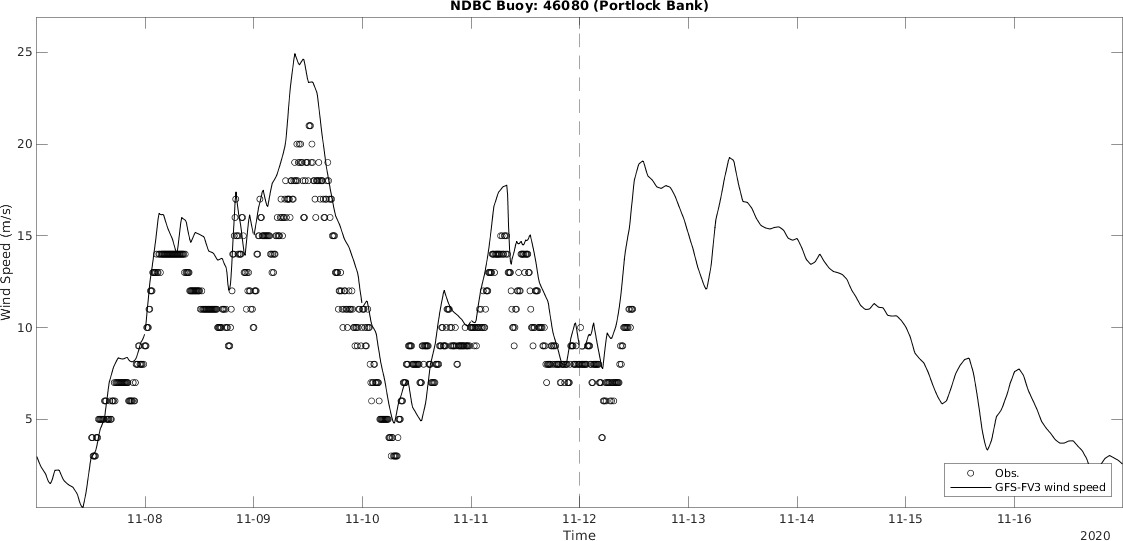 NDBC Buoy: 46080 (Portlock Bank)
25
20
15
10
5
Wind Speed (m/s)
11-08 11-09 11-10 11-11 11-12 11-13 11-14 11-15 11-16
Time
2020
Obs.
GFS-FV3 wind speed